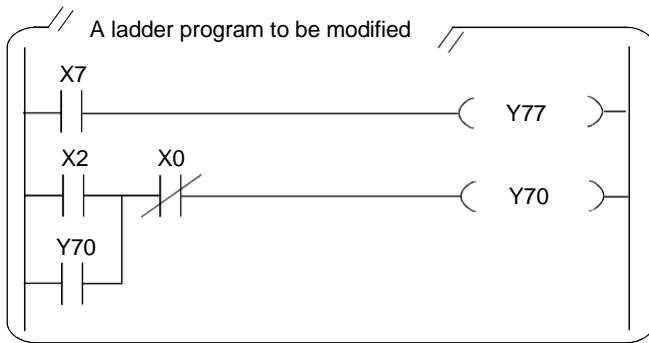 A ladder program to be modified
X7
Y77
X2 X0
Y70
Y70